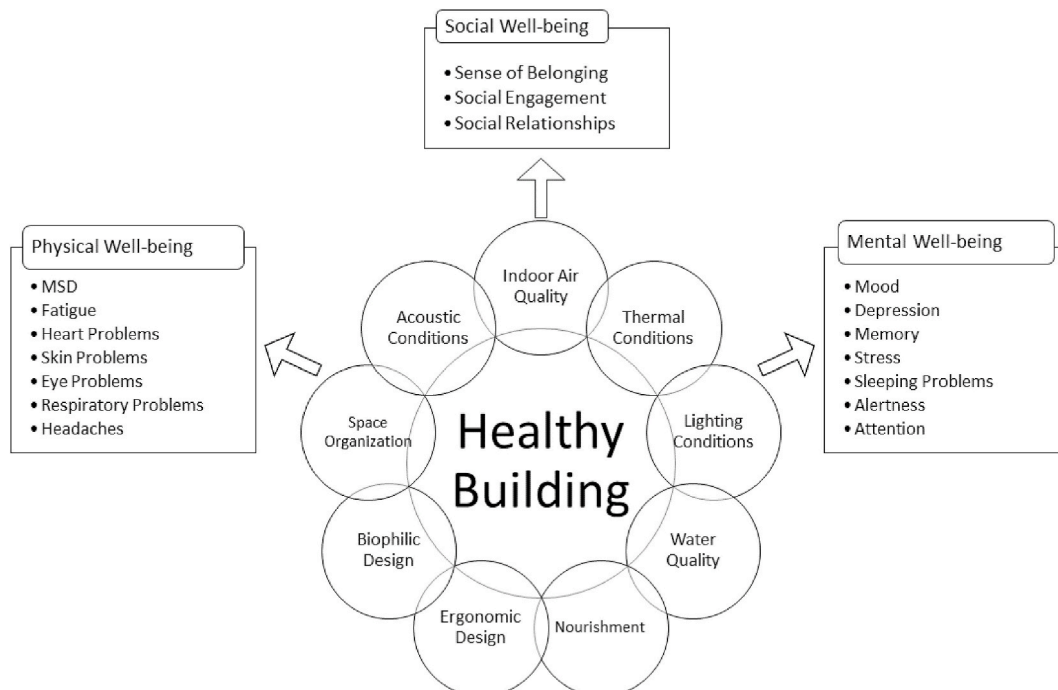 Social Well-being
• Sense of Belonging
• Social Engagement
• Social Relationships
Physical Well-being
• MSD
• Fatigue
• Heart Problems
• Skin Problems
• Eye Problems
• Respiratory Problems
• Headaches
Mental Well-being
• Mood
• Depression
• Memory
• Stress
• Sleeping Problems
• Alertness
• Attention
Indoor Air
Quality
Thermal
Conditions
Lighting
Conditions
Water
Quality
Nourishment
Ergonomic
Design
Biophilic
Design
Space
Organization
Acoustic
Conditions
Healthy
Building